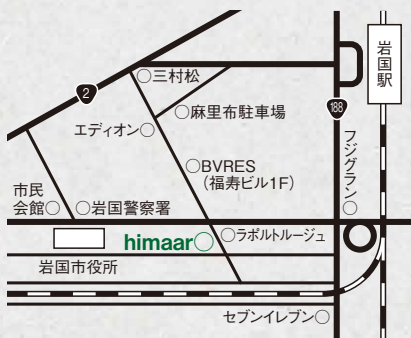 岩国駅
三村松
2
188
麻里布駐車場
エディオン
フジグラン
BVRES
(福寿ビル1F)
市民
会館
岩国警察署
himaar
ラポルトルージュ
岩国市役所
セブンイレブン